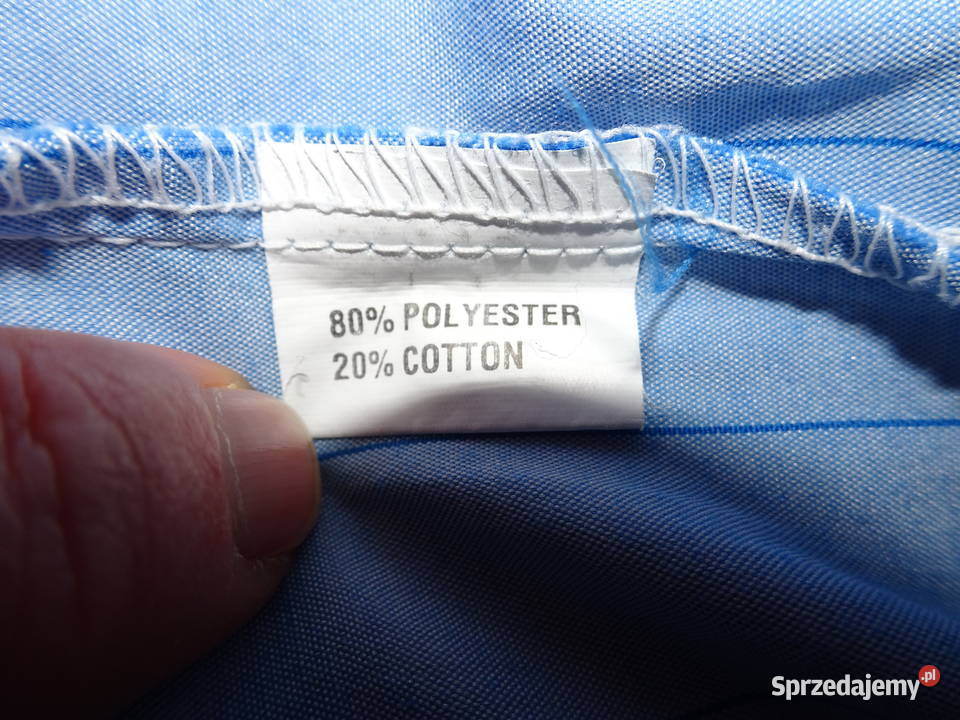 80% POLYESTER
20% COTTON
Sprzedajemy.pl